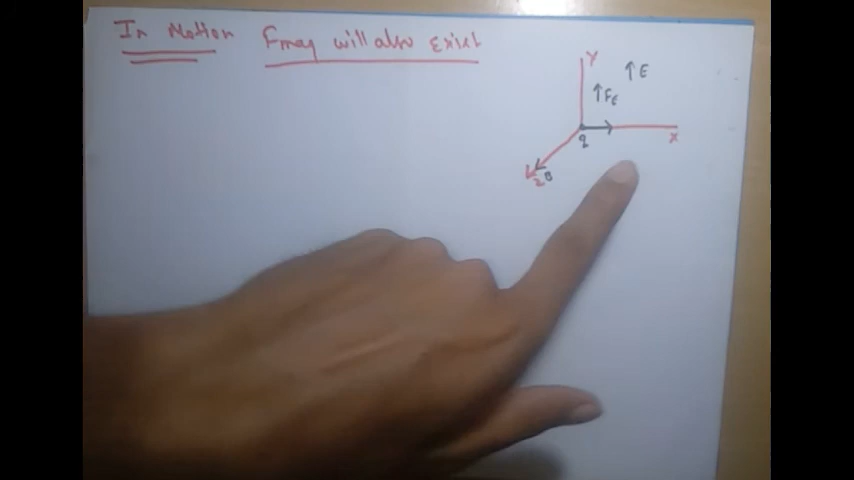 In Motion Fmag will also exist
Y
↑ E
↑ FE
q
X
Z B